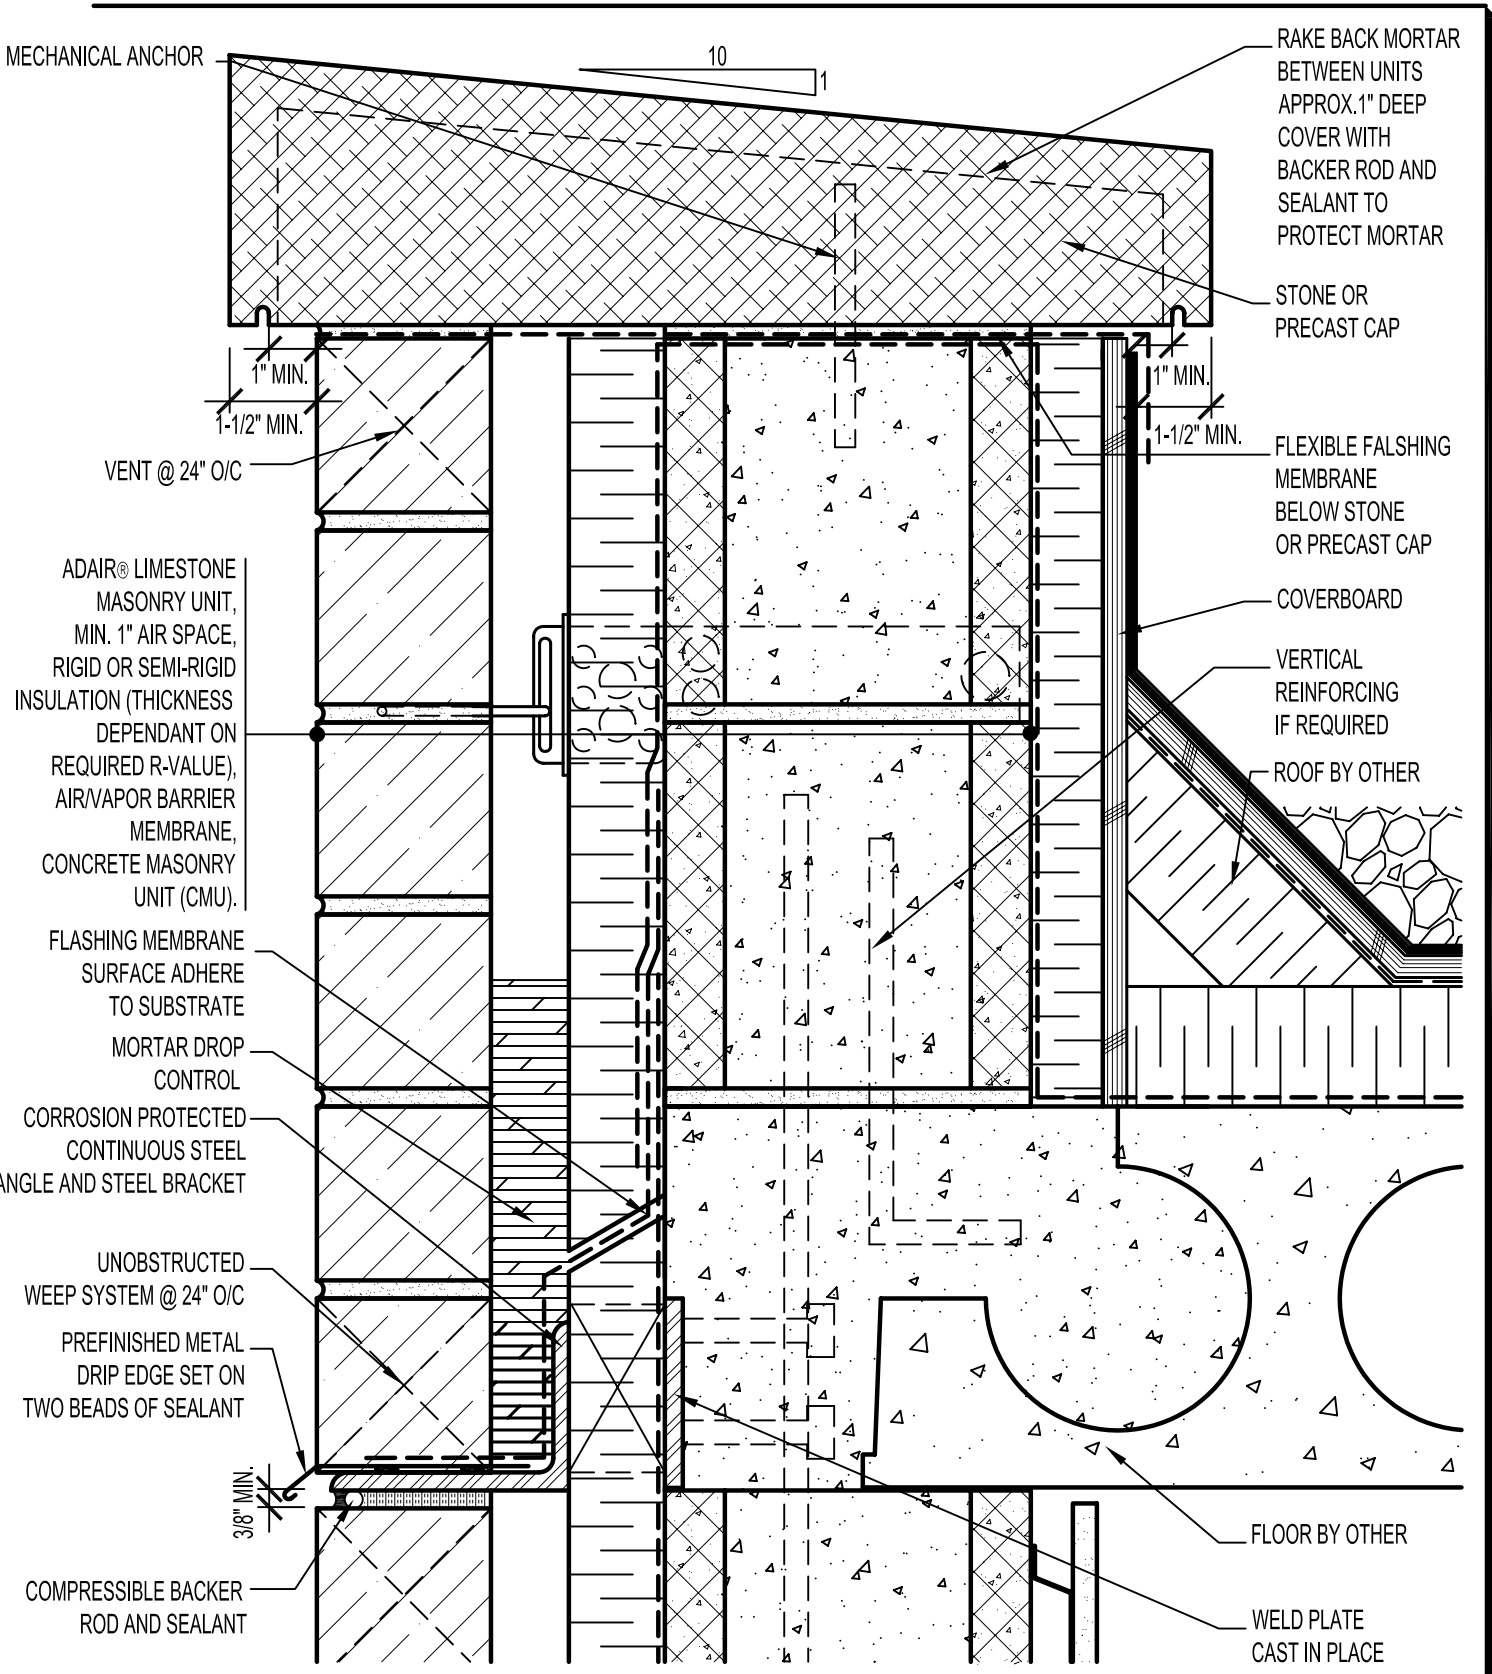 MECHANICAL ANCHOR
10
1
RAKE BACK MORTAR
BETWEEN UNITS
APPROX.1" DEEP
COVER WITH
BACKER ROD AND
SEALANT TO
PROTECT MORTAR
STONE OR
PRECAST CAP
1" MIN.
1-1/2" MIN.
1" MIN.
1-1/2" MIN.
VENT @ 24" O/C
FLEXIBLE FALSHING
MEMBRANE
BELOW STONE
OR PRECAST CAP
ADAIR® LIMESTONE
MASONRY UNIT,
MIN. 1" AIR SPACE,
RIGID OR SEMI-RIGID
INSULATION (THICKNESS
DEPENDANT ON
REQUIRED R-VALUE),
AIR/VAPOR BARRIER
MEMBRANE,
CONCRETE MASONRY
UNIT (CMU).
COVERBOARD
VERTICAL
REINFORCING
IF REQUIRED
ROOF BY OTHER
FLASHING MEMBRANE
SURFACE ADHERE
TO SUBSTRATE
MORTAR DROP
CONTROL
CORROSION PROTECTED
CONTINUOUS STEEL
ANGLE AND STEEL BRACKET
UNOBSTRUCTED
WEEP SYSTEM @ 24" O/C
PREFINISHED METAL
DRIP EDGE SET ON
TWO BEADS OF SEALANT
3/8" MIN.
COMPRESSIBLE BACKER
ROD AND SEALANT
FLOOR BY OTHER
WELD PLATE
CAST IN PLACE